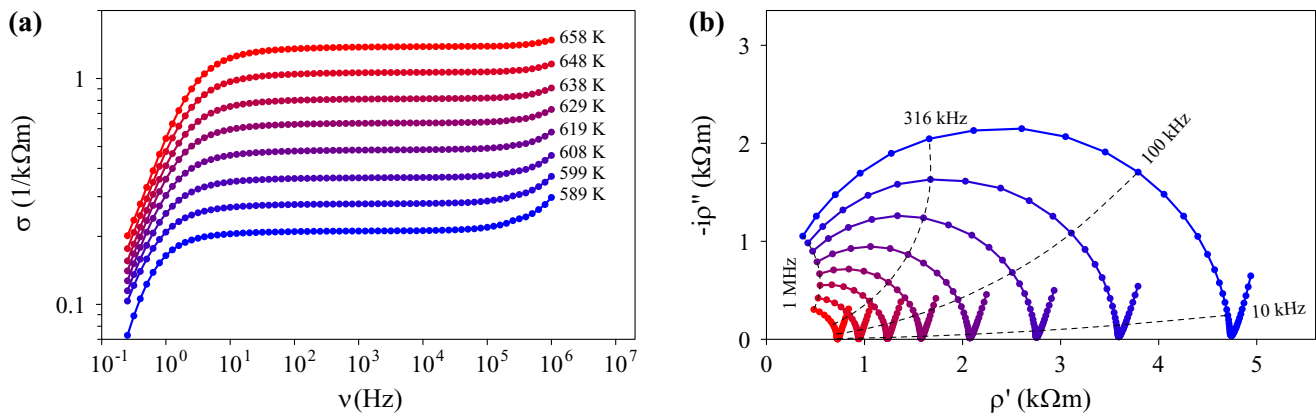 (a)
σ (1/kΩm)
1
0.1
658 K
648 K
638 K
629 K
619 K
608 K
599 K
589 K
10⁻¹ 10⁰ 10¹ 10² 10³ 10⁴ 10⁵ 10⁶ 10⁷
ν(Hz)
(b)
-iρ" (kΩm)
3
2
1
0
316 kHz
100 kHz
1 MHz
10 kHz
0 1 2 3 4 5
ρ' (kΩm)